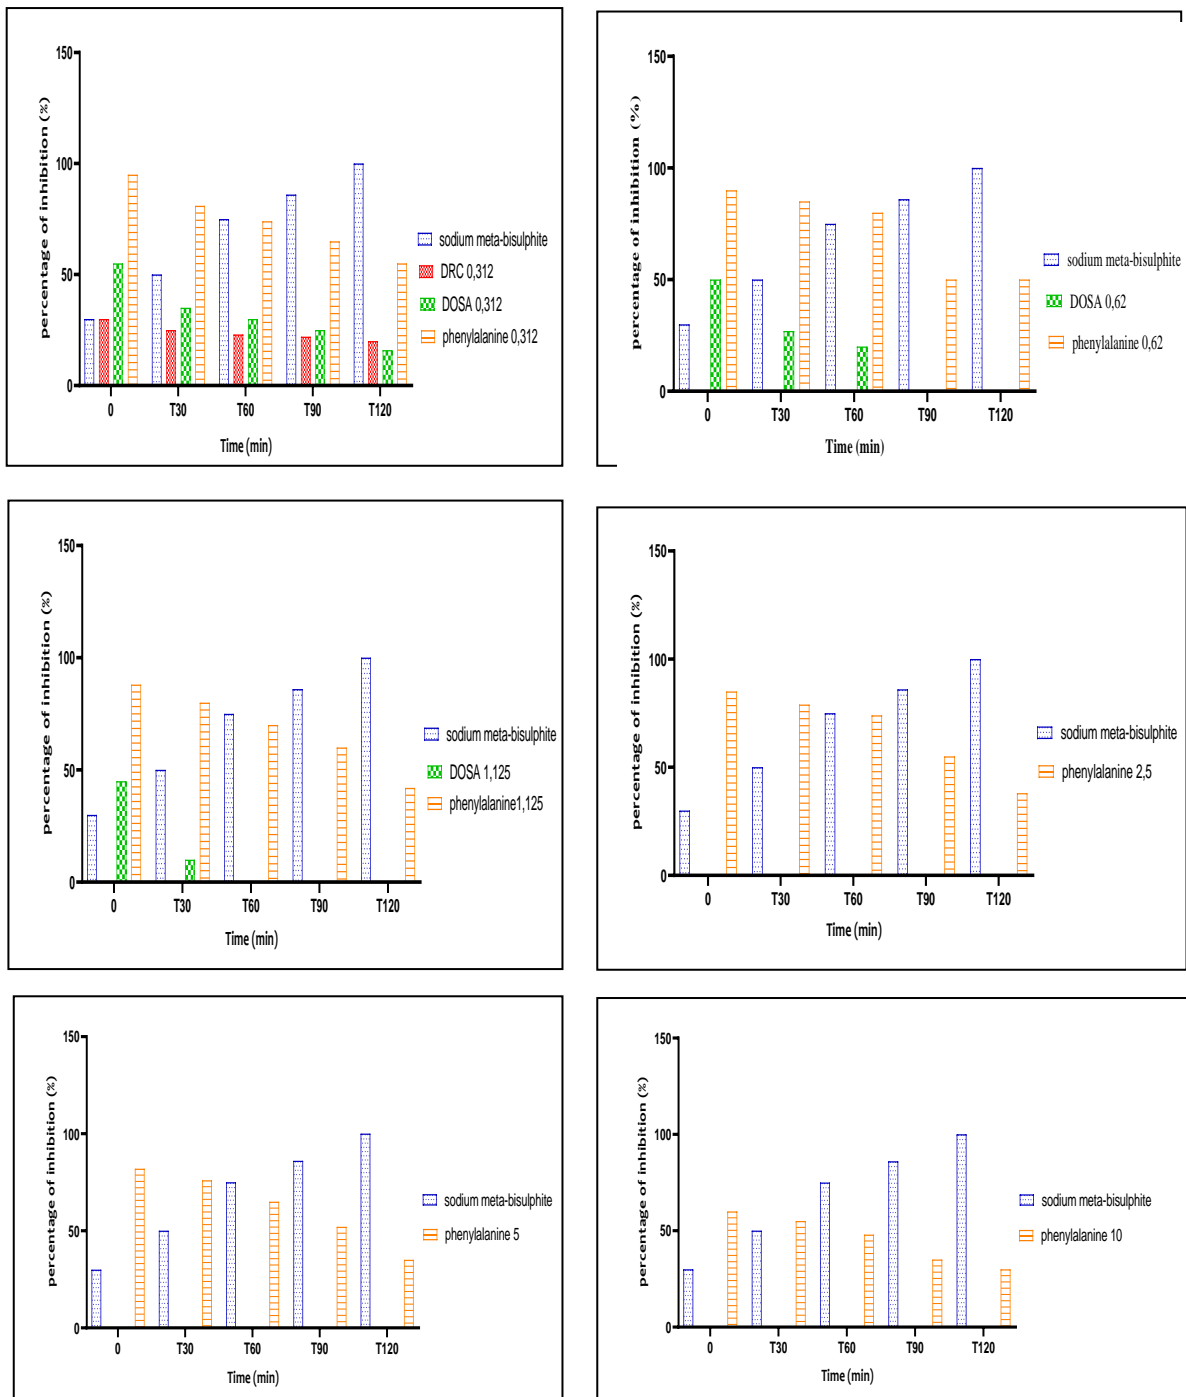 percentage of inhibition (%)
150
100
50
0
0 T30 T60 T90 T120
Time (min)
sodium meta-bisulphite
DRC 0,312
DOSA 0,312
phenylalanine 0,312
percentage of inhibition (%)
150
100
50
0
0 T30 T60 T90 T120
Time (min)
sodium meta-bisulphite
DOSA 0,62
phenylalanine 0,62
percentage of inhibition (%)
150
100
50
0
0 T30 T60 T90 T120
Time (min)
sodium meta-bisulphite
DOSA 1,125
phenylalanine1,125
percentage of inhibition (%)
150
100
50
0
0 T30 T60 T90 T120
Time (min)
sodium meta-bisulphite
phenylalanine 2,5
percentage of inhibition (%)
150
100
50
0
0 T30 T60 T90 T120
Time (min)
sodium meta-bisulphite
phenylalanine 5
percentage of inhibition (%)
150
100
50
0
0 T30 T60 T90 T120
Time (min)
sodium meta-bisulphite
phenylalanine 10